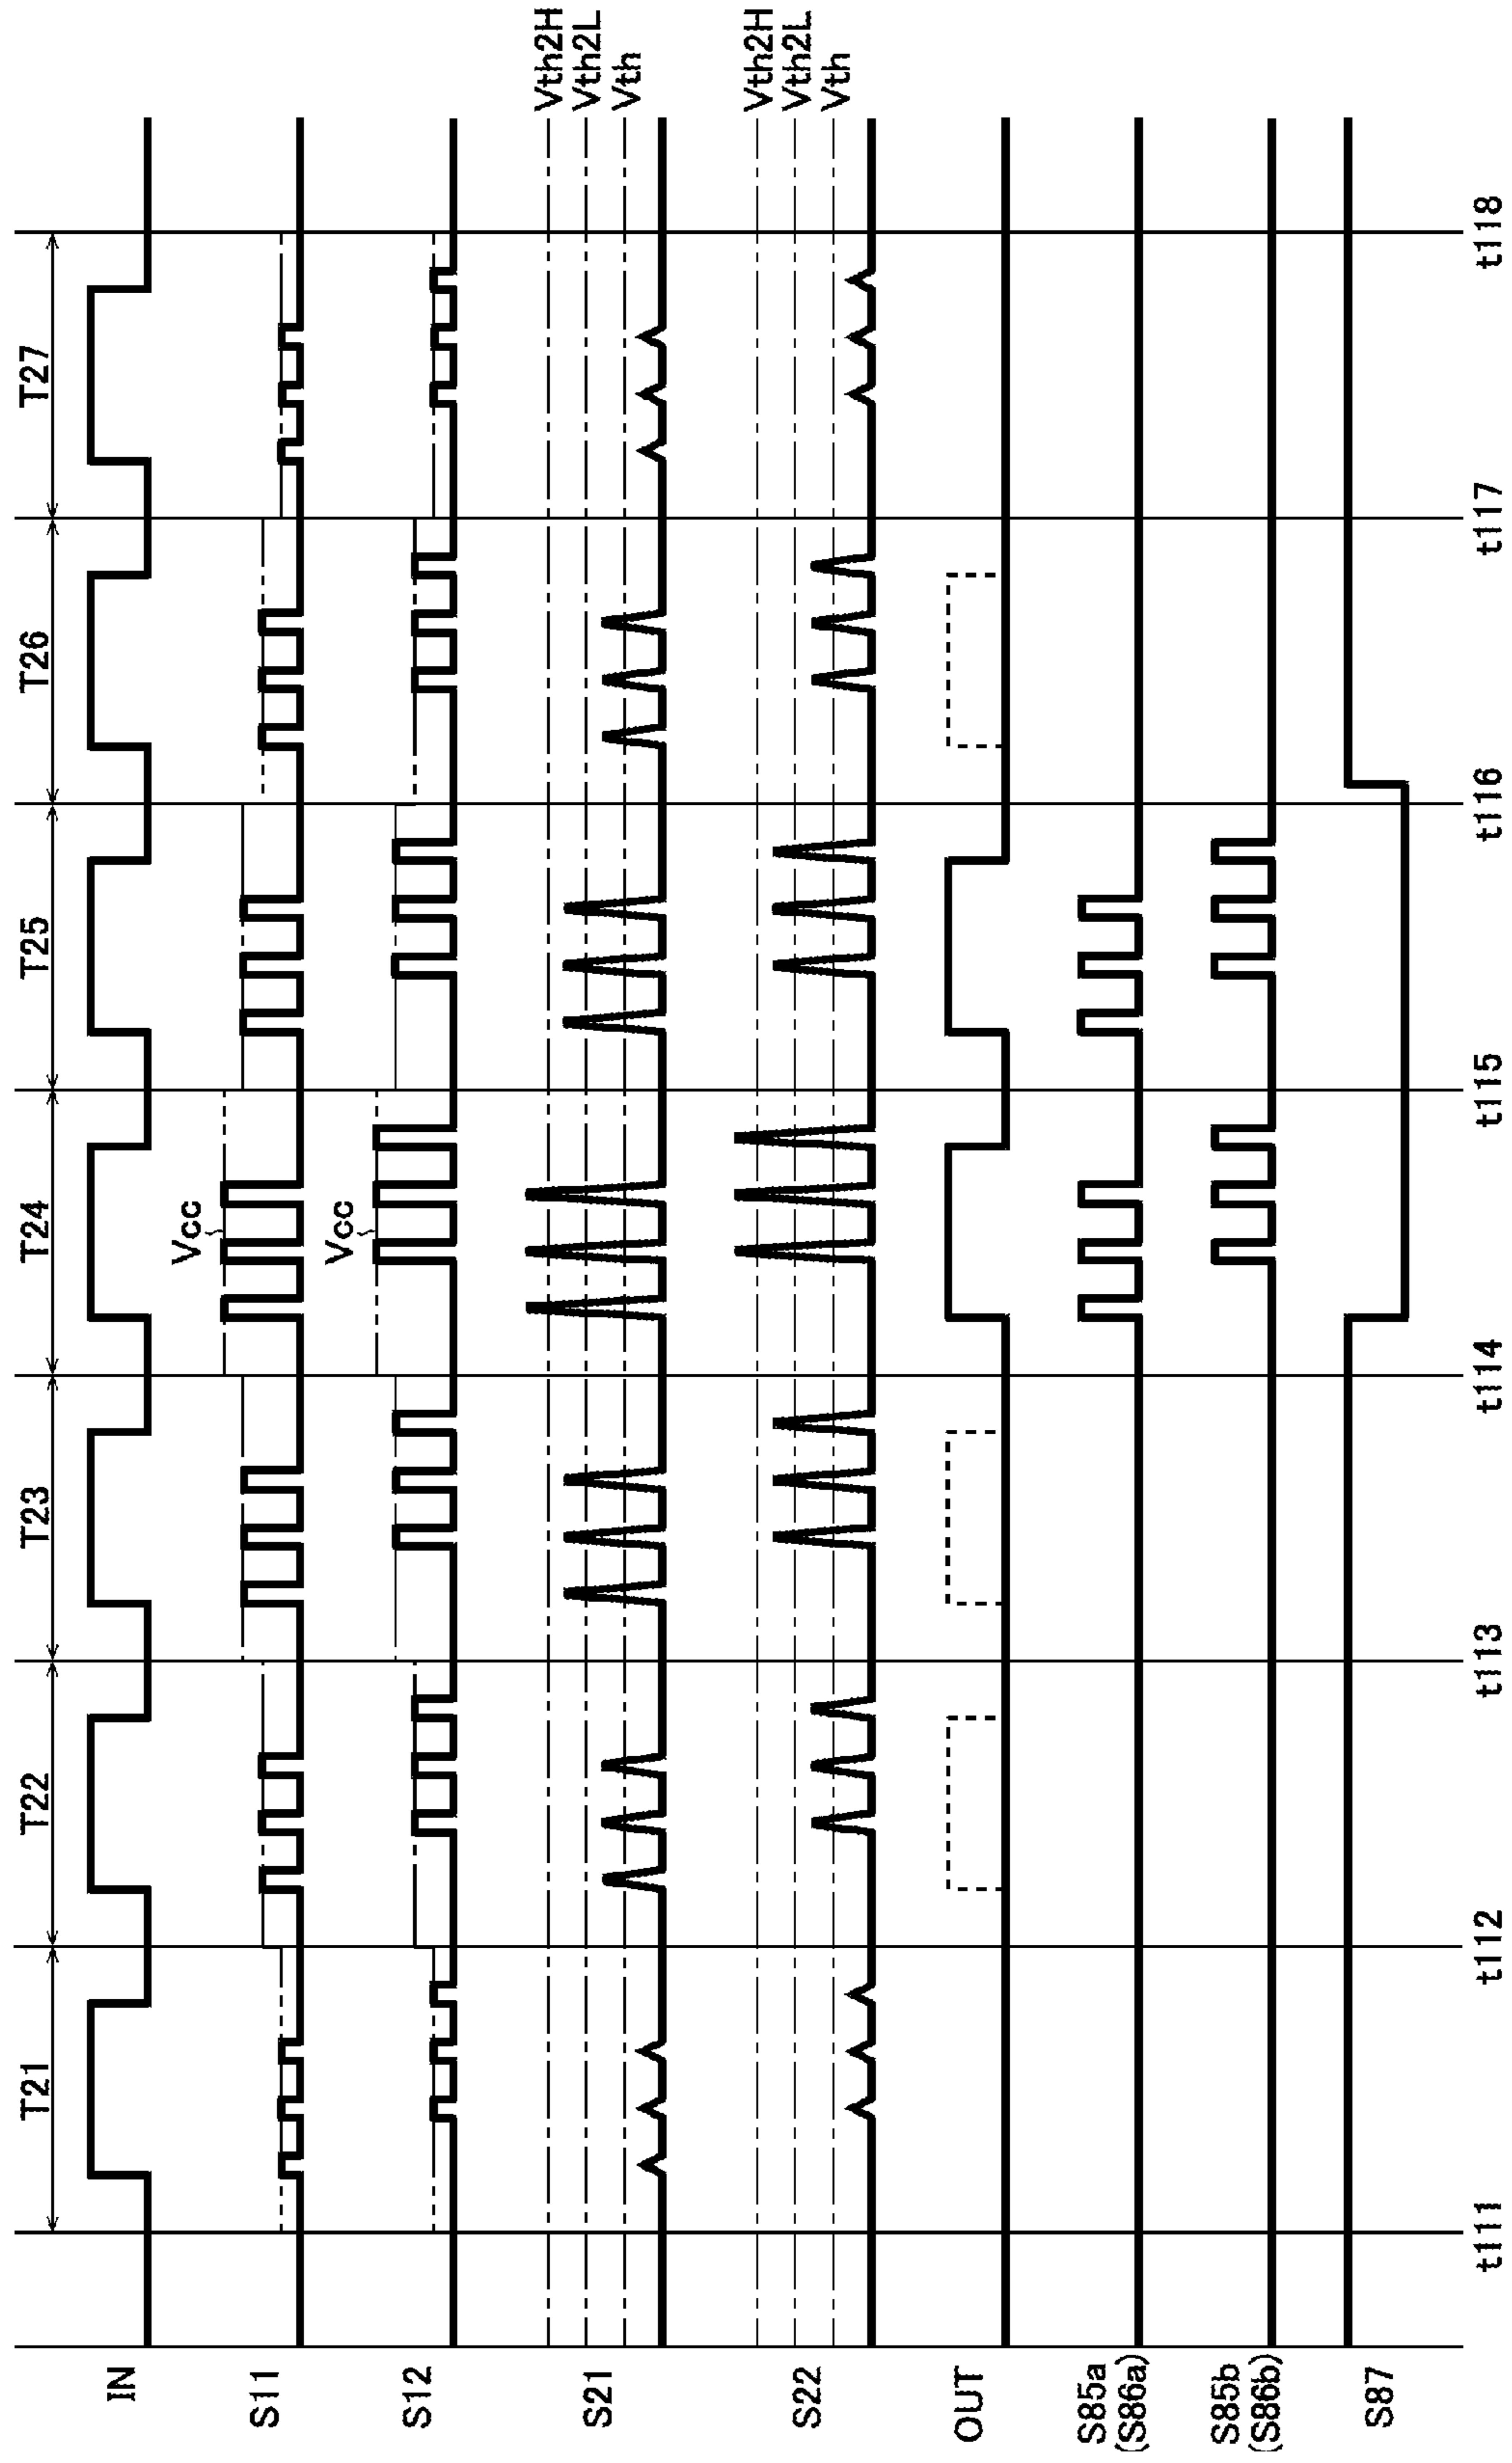 T21 T22 T23 T24 T25 T26 T27
IN
S11
Vcc
S12
Vcc
Vth2H
Vth2L
Vth
S21
Vth2H
Vth2L
Vth
S22
OUT
S85a
(S86a)
S85b
(S86b)
S87
t111 t112 t113 t114 t115 t116 t117 t118